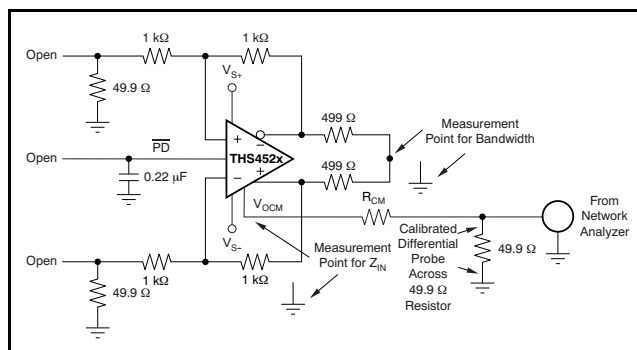 1 kΩ
1 kΩ
Open
49.9 Ω
V_S+
499 Ω
Measurement
Point for Bandwidth
PD
Open
+
−
THS452x
−
+
0.22 µF
499 Ω
V_OCM
R_CM
From
Network
Analyzer
V_S−
Measurement
Point for Z_IN
Calibrated
Differential
Probe
Across
49.9 Ω
Resistor
49.9 Ω
Open
1 kΩ
1 kΩ
49.9 Ω